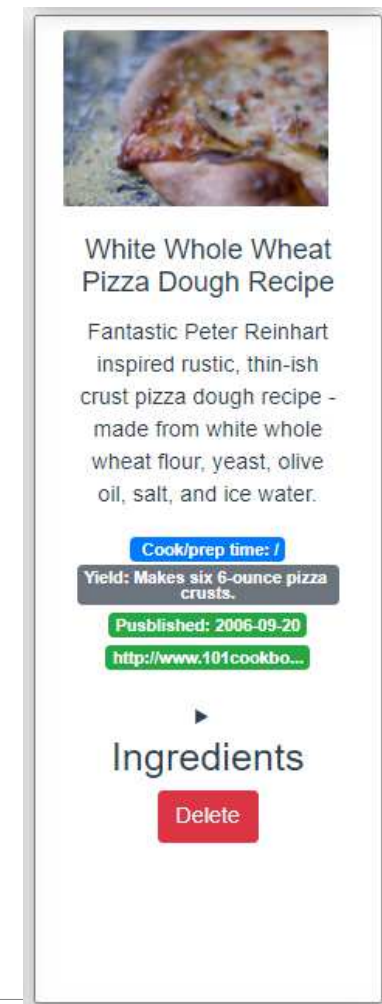 White Whole Wheat
Pizza Dough Recipe
Fantastic Peter Reinhart
inspired rustic, thin-ish
crust pizza dough recipe -
made from white whole
wheat flour, yeast, olive
oil, salt, and ice water.
Cook/prep time: /
Yield: Makes six 6-ounce pizza
crusts.
Pusblished: 2006-09-20
http://www.101cookbo...
Ingredients
Delete